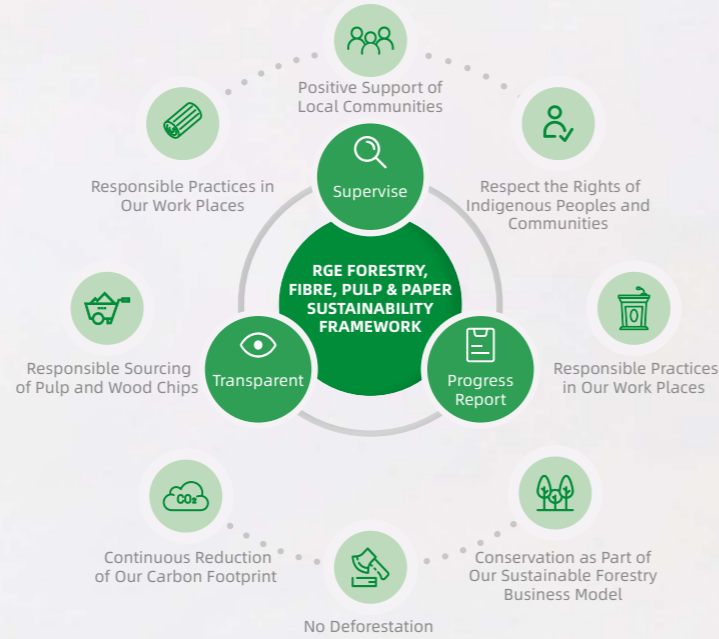 Positive Support of
Local Communities
Responsible Practices in
Our Work Places
Supervise
Respect the Rights of
Indigenous Peoples and
Communities
RGE FORESTRY,
FIBRE, PULP & PAPER
SUSTAINABILITY
FRAMEWORK
Responsible Sourcing
of Pulp and Wood Chips
Transparent
Progress
Report
Responsible Practices
in Our Work Places
CO₂
Continuous Reduction
of Our Carbon Footprint
Conservation as Part of
Our Sustainable Forestry
Business Model
No Deforestation